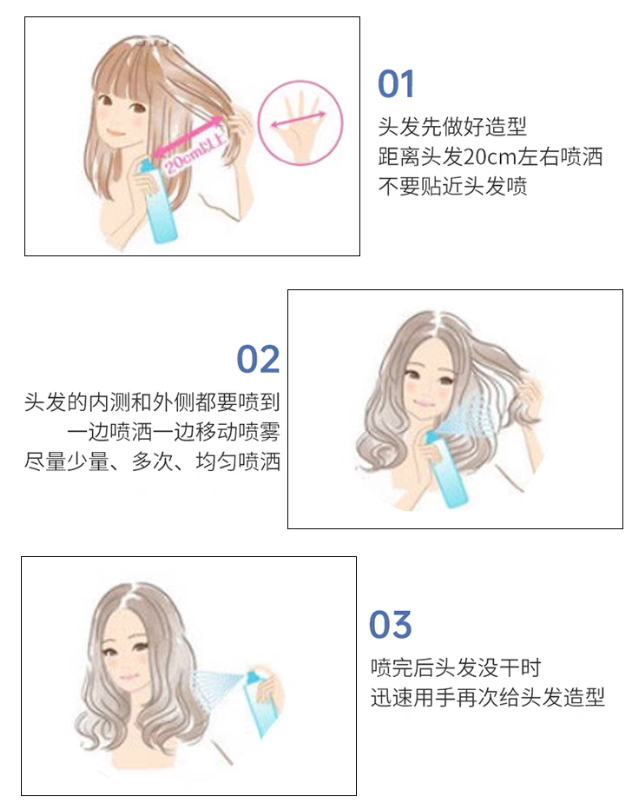 20cm以上
01
头发先做好造型
距离头发20cm左右喷洒
不要贴近头发喷
02
头发的内测和外侧都要喷到
一边喷洒一边移动喷雾
尽量少量、多次、均匀喷洒
03
喷完后头发没干时
迅速用手再次给头发造型